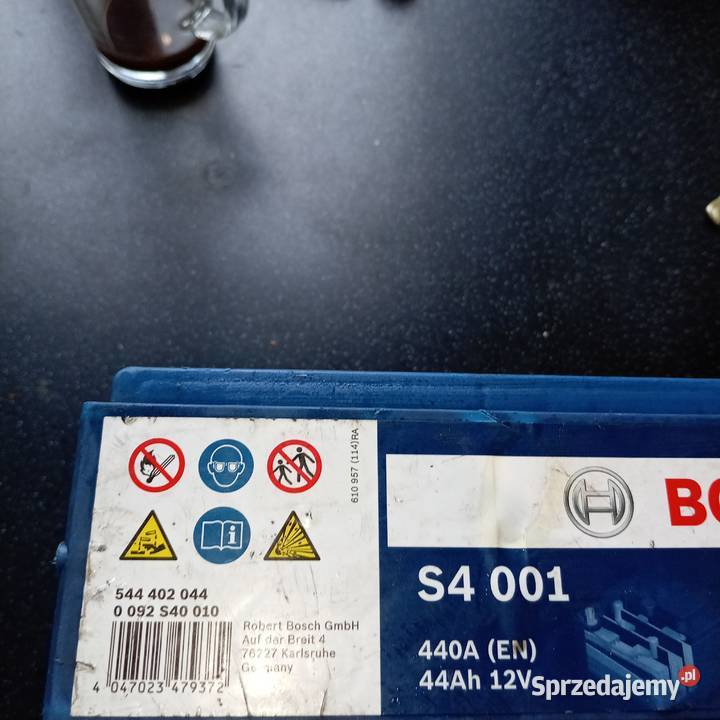 610 957 (114)RA
544 402 044
0 092 S40 010
Robert Bosch GmbH
Auf der Breit 4
76227 Karlsruhe
Germany
4 047023 479372
BO
S4 001
440A (EN)
44Ah 12V
Sprzedajemy.pl